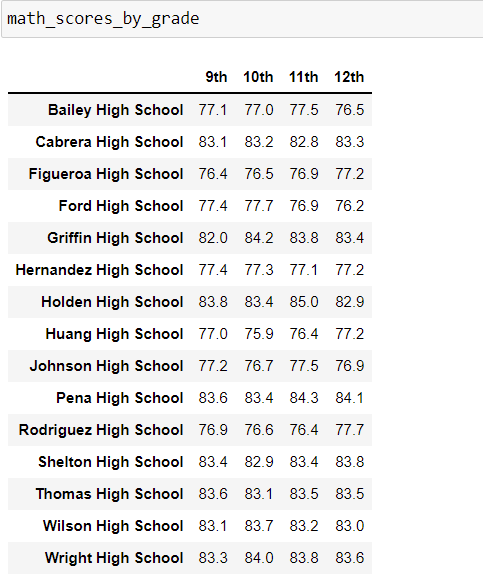 math_scores_by_grade
9th 10th 11th 12th
Bailey High School 77.1 77.0 77.5 76.5
Cabrera High School 83.1 83.2 82.8 83.3
Figueroa High School 76.4 76.5 76.9 77.2
Ford High School 77.4 77.7 76.9 76.2
Griffin High School 82.0 84.2 83.8 83.4
Hernandez High School 77.4 77.3 77.1 77.2
Holden High School 83.8 83.4 85.0 82.9
Huang High School 77.0 75.9 76.4 77.2
Johnson High School 77.2 76.7 77.5 76.9
Pena High School 83.6 83.4 84.3 84.1
Rodriguez High School 76.9 76.6 76.4 77.7
Shelton High School 83.4 82.9 83.4 83.8
Thomas High School 83.6 83.1 83.5 83.5
Wilson High School 83.1 83.7 83.2 83.0
Wright High School 83.3 84.0 83.8 83.6